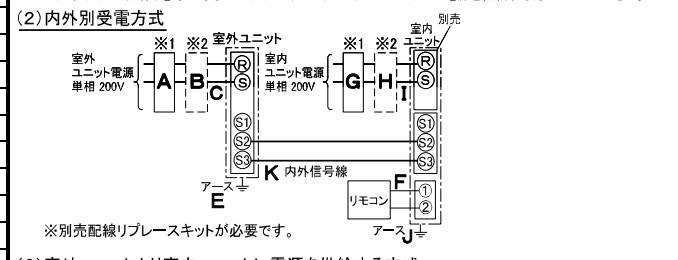 (2)内外別受電方式
※1 ※2 室外ユニット
室外
ユニット電源
単相 200V
A B C
R
S
S1
S2
S3
アース
E
K 内外信号線
※1 ※2
室内
ユニット電源
単相 200V
G H I
室内
ユニット
別売
R
S
S1
S2
S3
F
リモコン
①
②
アース J
※別売配線リプレースキットが必要です。